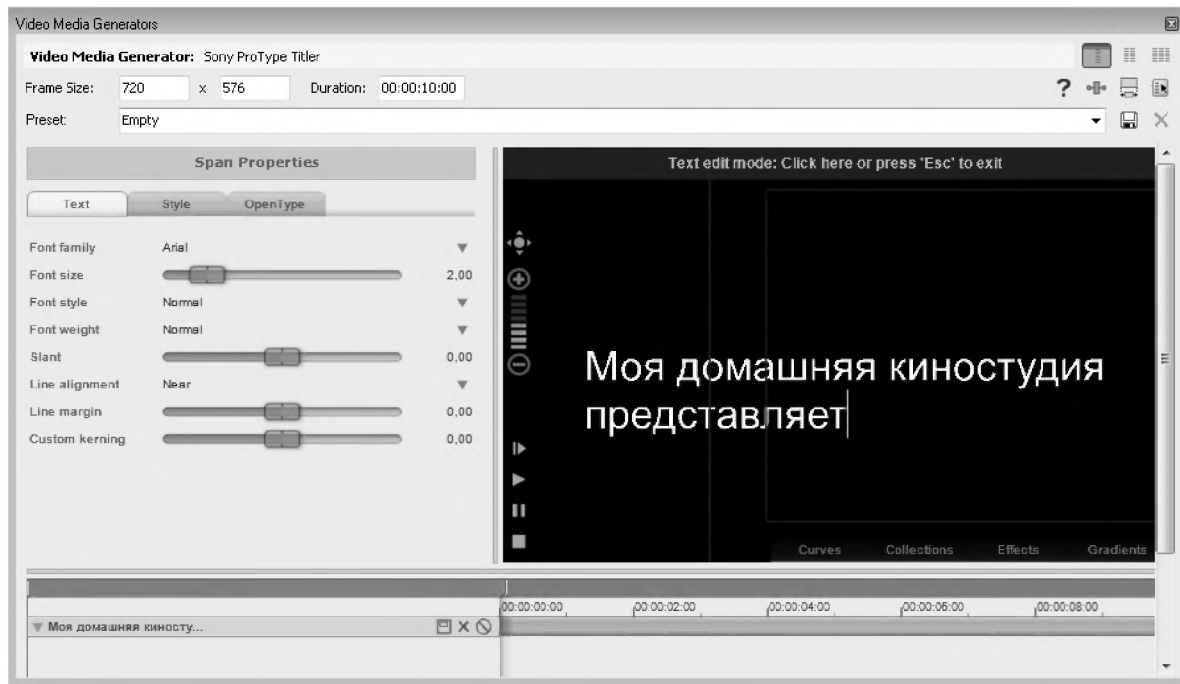 Video Media Generators
Video Media Generator: Sony ProType Titler
Frame Size: 720 x 576 Duration: 00:00:10:00
Preset: Empty
Span Properties
Text Style OpenType
Font family Arial
Font size 2,00
Font style Normal
Font weight Normal
Slant 0,00
Line alignment Near
Line margin 0,00
Custom kerning 0,00
Text edit mode: Click here or press 'Esc' to exit
Моя домашняя киностудия
представляет
Curves Collections Effects Gradients
00:00:00:00 00:00:02:00 00:00:04:00 00:00:06:00 00:00:08:00
Моя домашняя киносту...